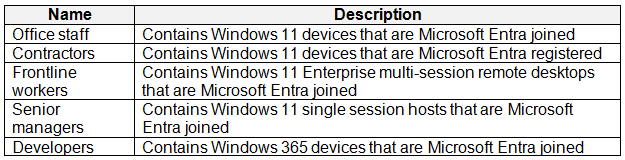 Name Description
Office staff Contains Windows 11 devices that are Microsoft Entra joined
Contractors Contains Windows 11 devices that are Microsoft Entra registered
Frontline Contains Windows 11 Enterprise multi-session remote desktops
workers that are Microsoft Entra joined
Senior Contains Windows 11 single session hosts that are Microsoft
managers Entra joined
Developers Contains Windows 365 devices that are Microsoft Entra joined